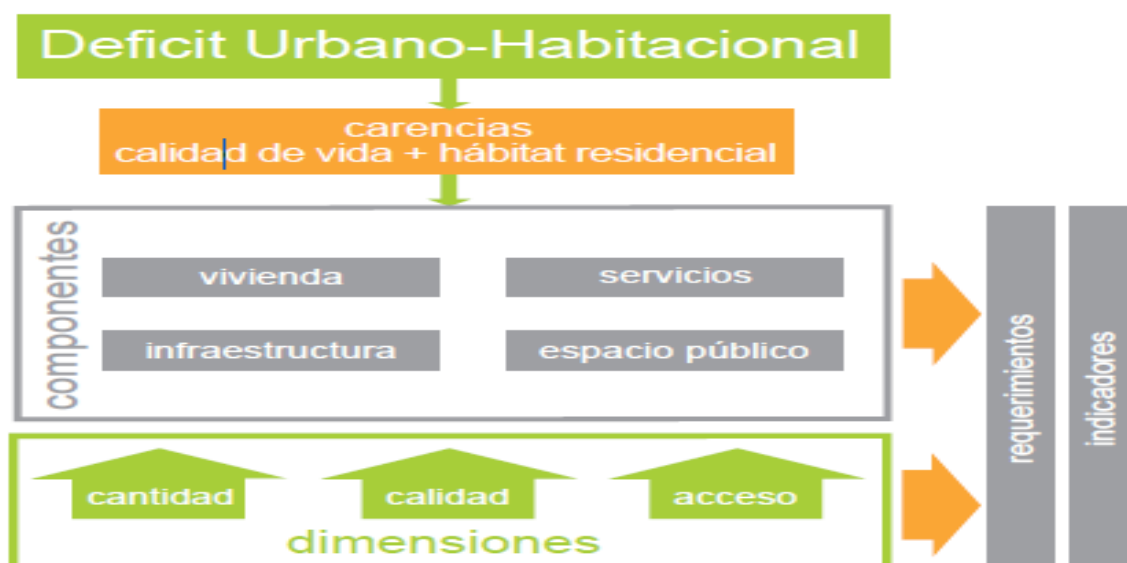 Deficit Urbano-Habitacional
carencias
calidad de vida + hábitat residencial
componentes
vivienda
servicios
infraestructura
espacio público
cantidad
calidad
acceso
dimensiones
requerimientos
indicadores